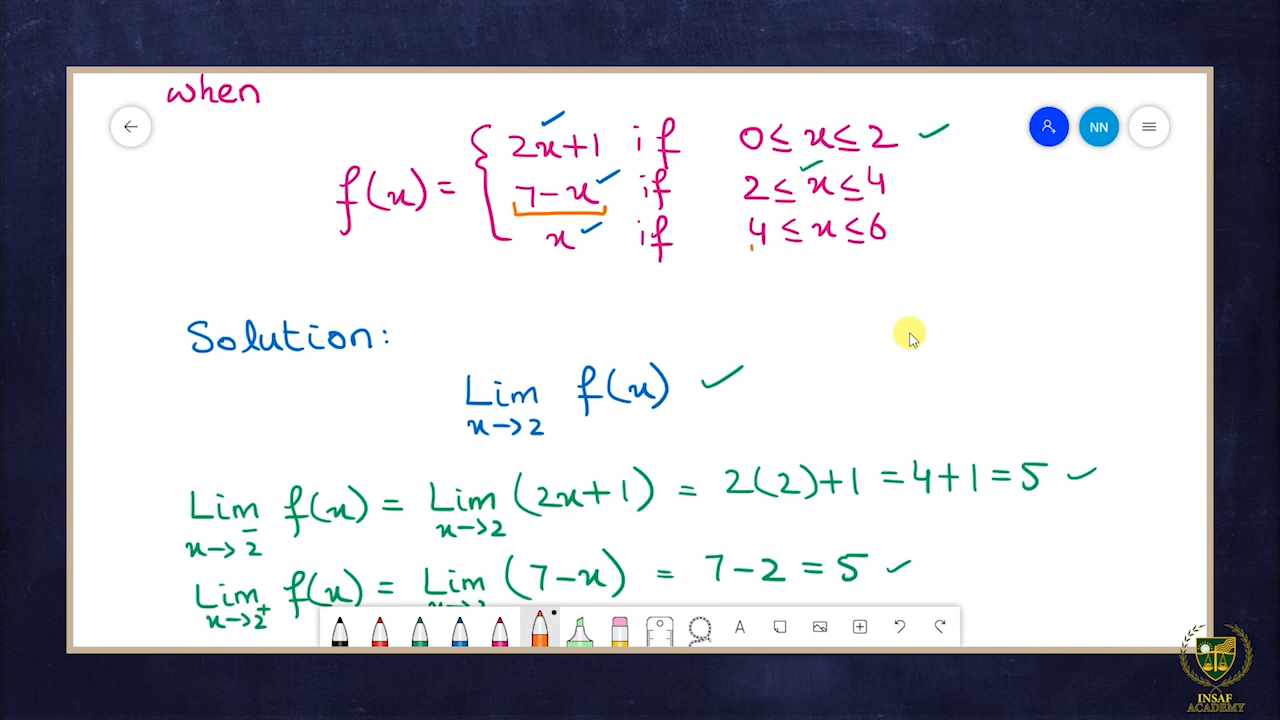 when
NN
2x+1 if 0≤x≤2 ✓
f(x)= { 7-x if 2≤x≤4
x if 4≤x≤6
Solution:
Lim f(x) ✓
x→2
Lim f(x) = Lim (2x+1) = 2(2)+1 =4+1=5 ✓
x→2⁻ x→2
Lim f(x) = Lim (7-x) = 7-2=5 ✓
x→2⁺
A
INSAF
ACADEMY